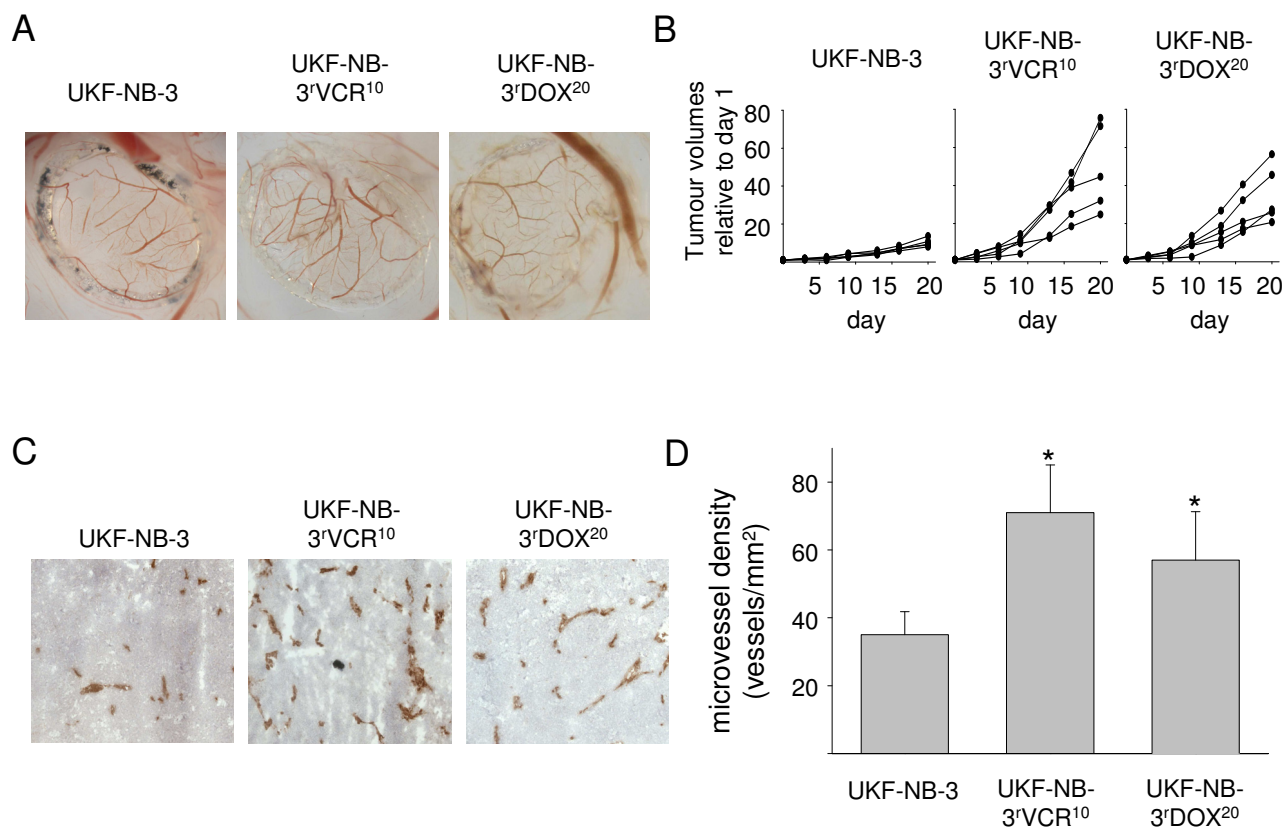 A
UKF-NB-3
UKF-NB-
3ʳVCR¹⁰
UKF-NB-
3ʳDOX²⁰
B
UKF-NB-3
UKF-NB-
3ʳVCR¹⁰
UKF-NB-
3ʳDOX²⁰
Tumour volumes
relative to day 1
80
60
40
20
5 10 15 20
5 10 15 20
5 10 15 20
day
day
day
C
UKF-NB-3
UKF-NB-
3ʳVCR¹⁰
UKF-NB-
3ʳDOX²⁰
D
microvessel density
(vessels/mm²)
80
60
40
20
*
*
UKF-NB-3
UKF-NB-
3ʳVCR¹⁰
UKF-NB-
3ʳDOX²⁰